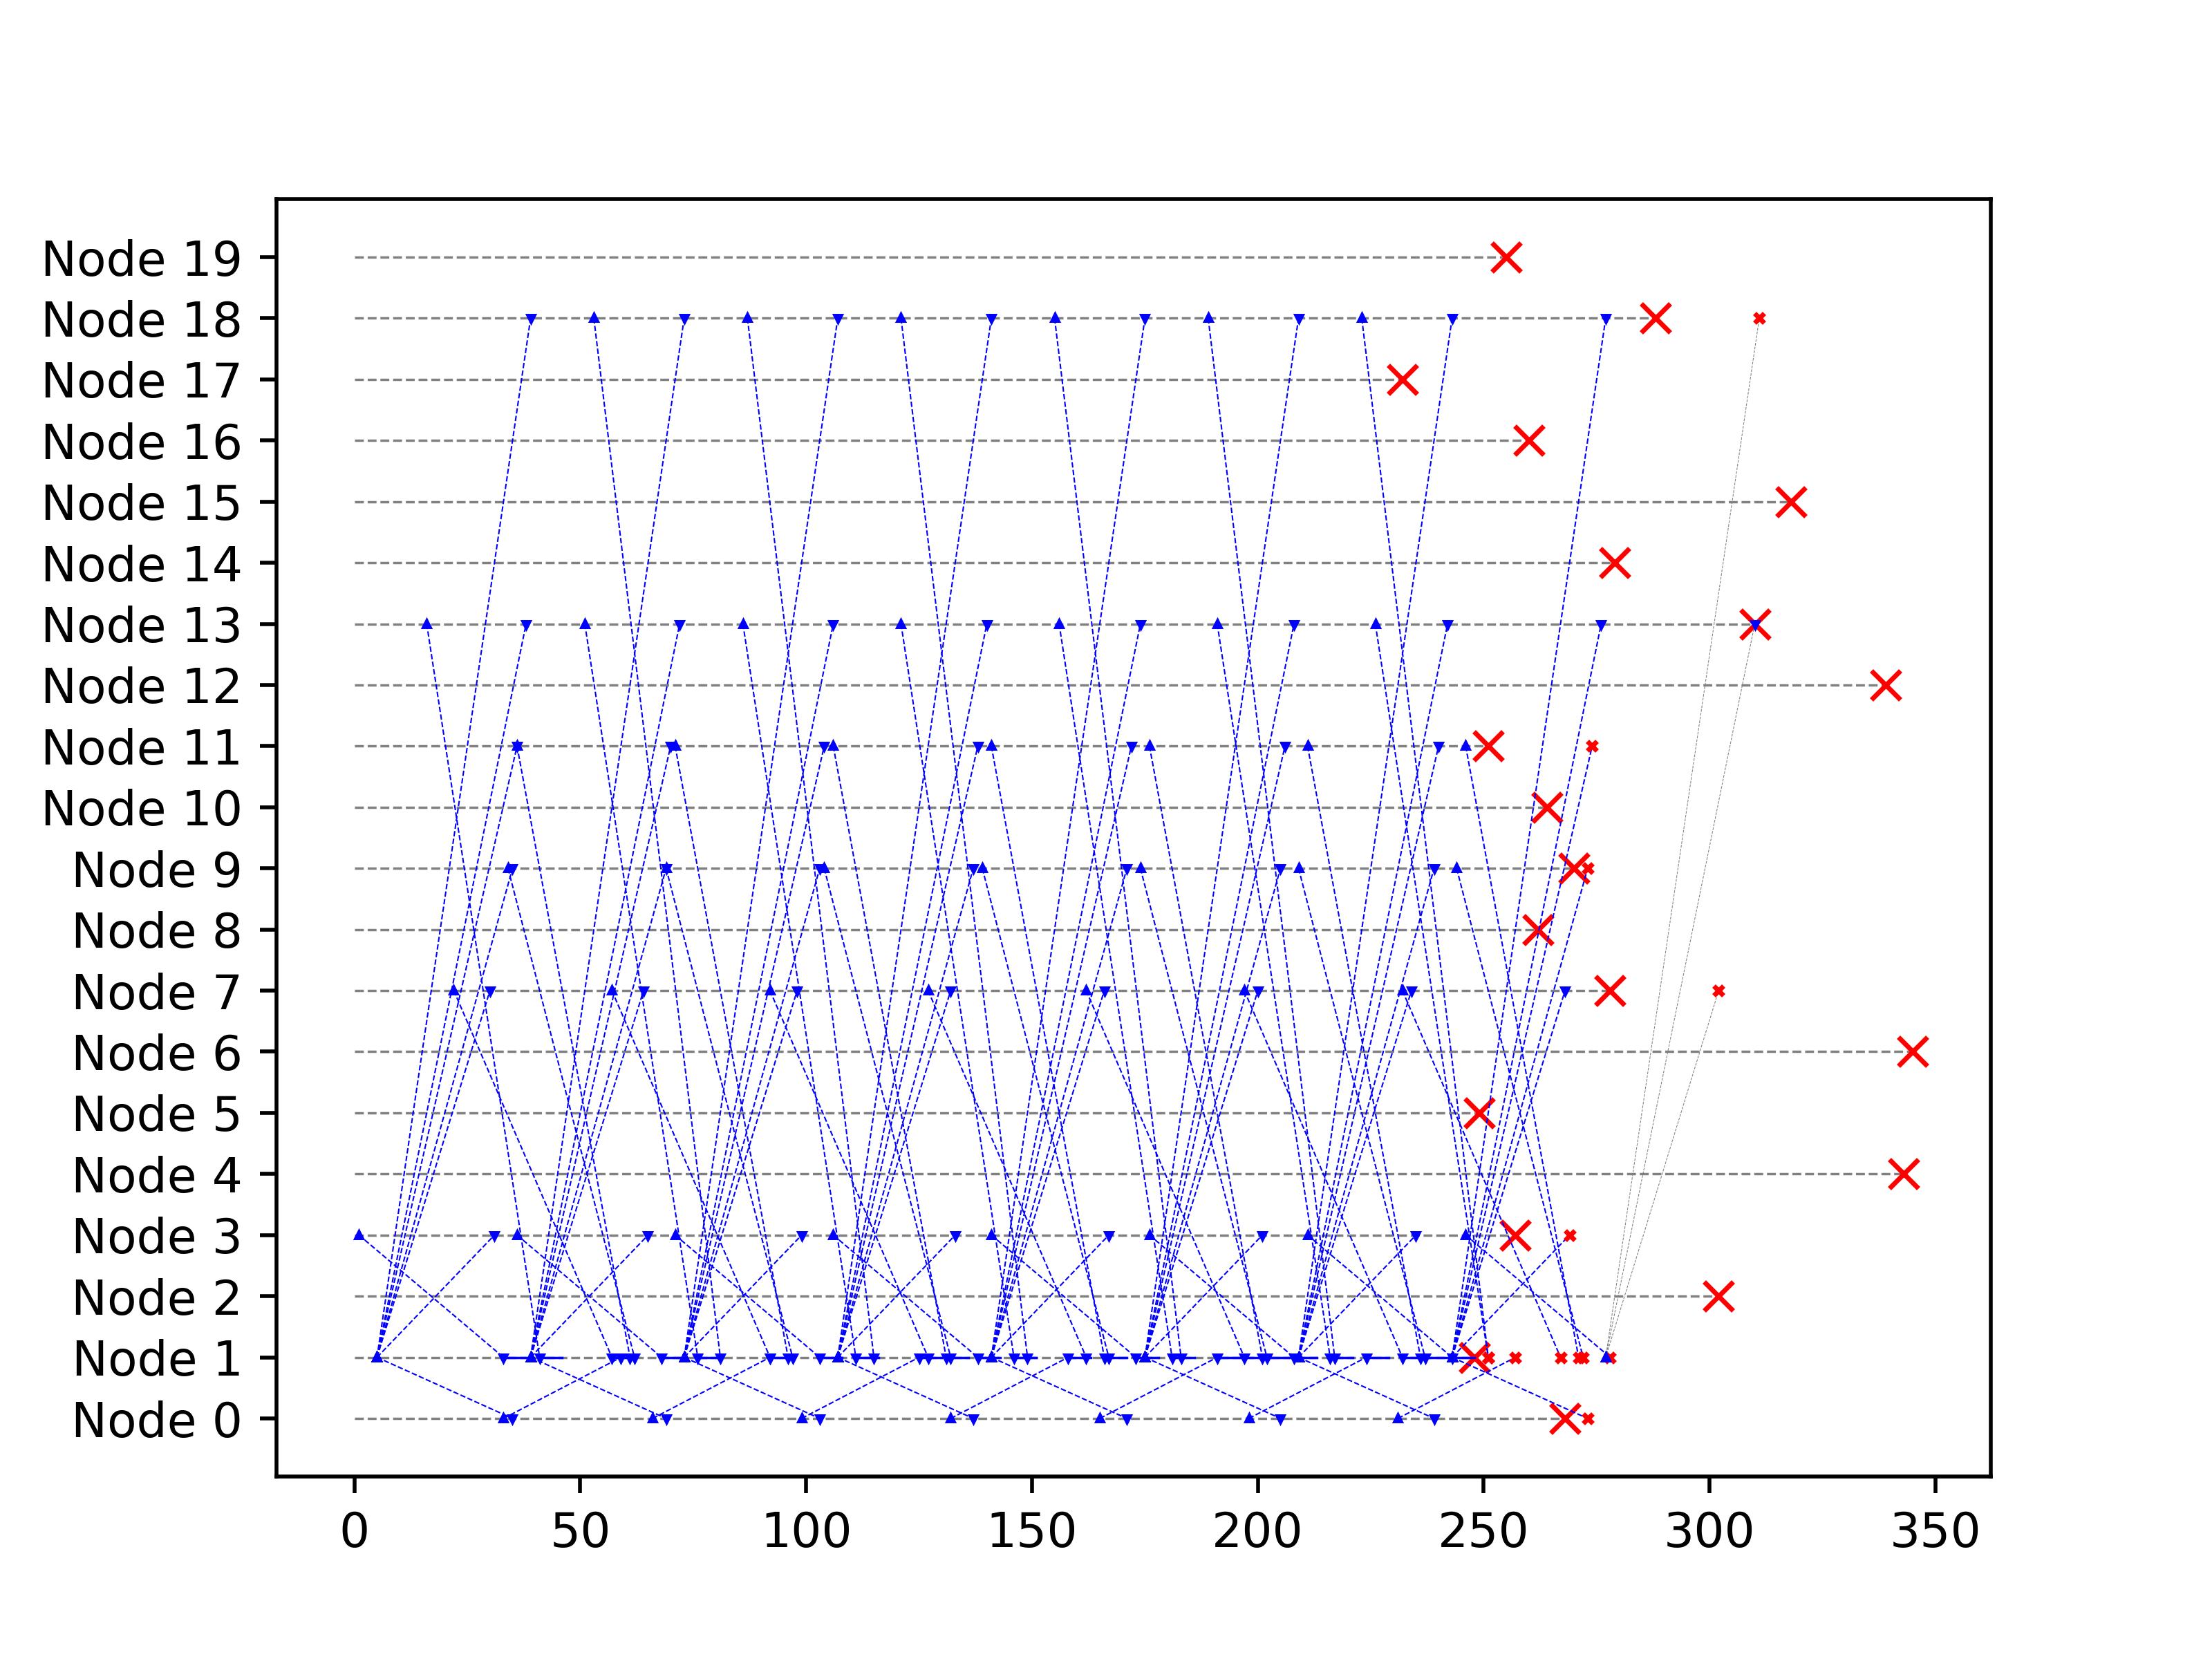 Node 19
Node 18
Node 17
Node 16
Node 15
Node 14
Node 13
Node 12
Node 11
Node 10
Node 9
Node 8
Node 7
Node 6
Node 5
Node 4
Node 3
Node 2
Node 1
Node 0
0 50 100 150 200 250 300 350